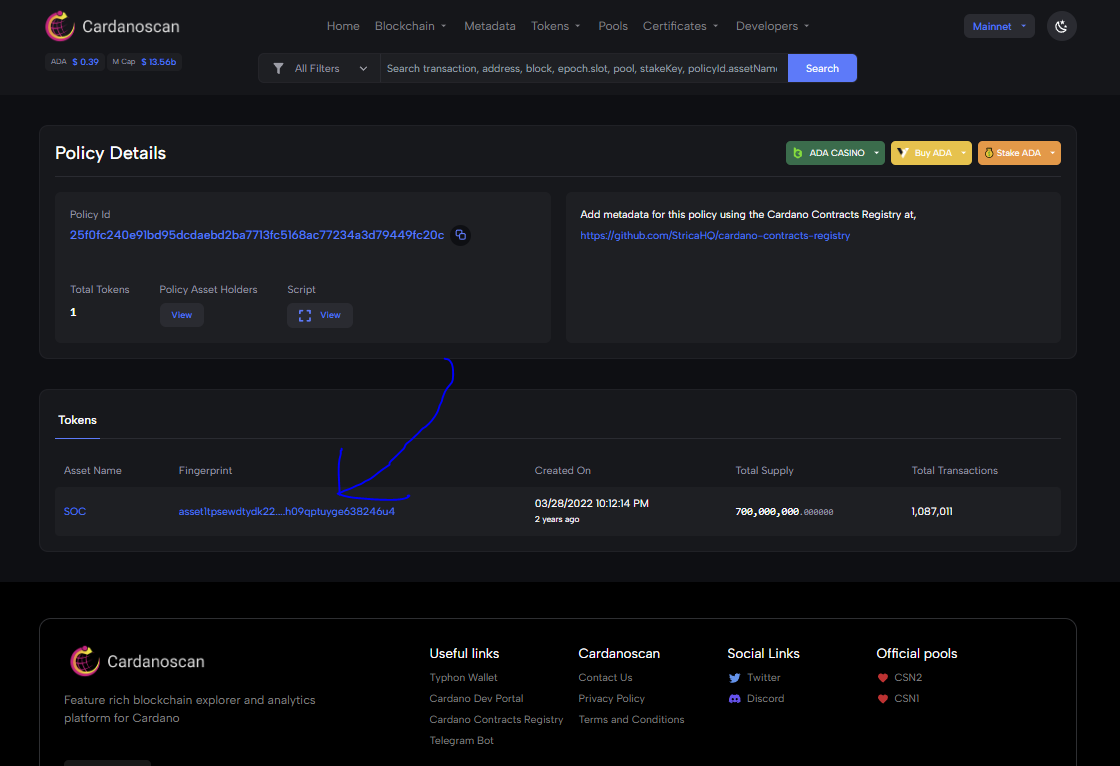 Cardanoscan
Home Blockchain Metadata Tokens Pools Certificates Developers
Mainnet
ADA $ 0.39 M Cap $ 13.56b
All Filters
Search transaction, address, block, epoch.slot, pool, stakeKey, policyId.assetName
Search
Policy Details
ADA CASINO
Buy ADA
Stake ADA
Policy Id
25f0fc240e91bd95dcdaebd2ba7713fc5168ac77234a3d79449fc20c
Total Tokens Policy Asset Holders Script
1 View View
Add metadata for this policy using the Cardano Contracts Registry at,
https://github.com/StricaHQ/cardano-contracts-registry
Tokens
Asset Name Fingerprint Created On Total Supply Total Transactions
SOC asset1tpsewdtydk22....h09qptuyge638246u4 03/28/2022 10:12:14 PM 700,000,000.000000 1,087,011
2 years ago
Cardanoscan
Feature rich blockchain explorer and analytics
platform for Cardano
Useful links
Typhon Wallet
Cardano Dev Portal
Cardano Contracts Registry
Telegram Bot
Cardanoscan
Contact Us
Privacy Policy
Terms and Conditions
Social Links
Twitter
Discord
Official pools
CSN2
CSN1